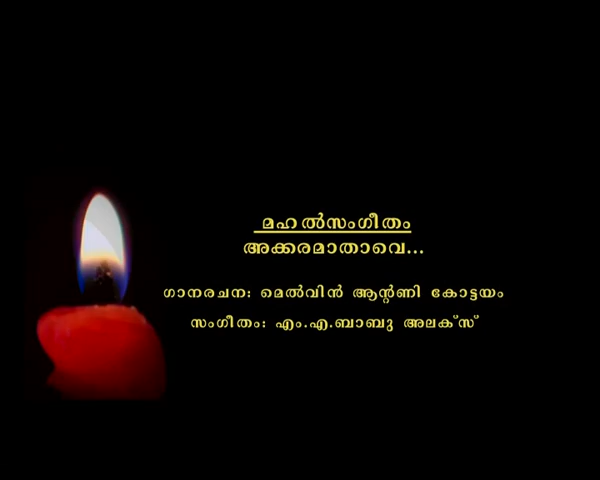 മഹൽസംഗീതം
അക്കരമാതാവെ...
ഗാനരചന: മെൽവിൻ ആന്റണി കോട്ടയം
സംഗീതം: എം.എ.ബാബു അലക്സ്